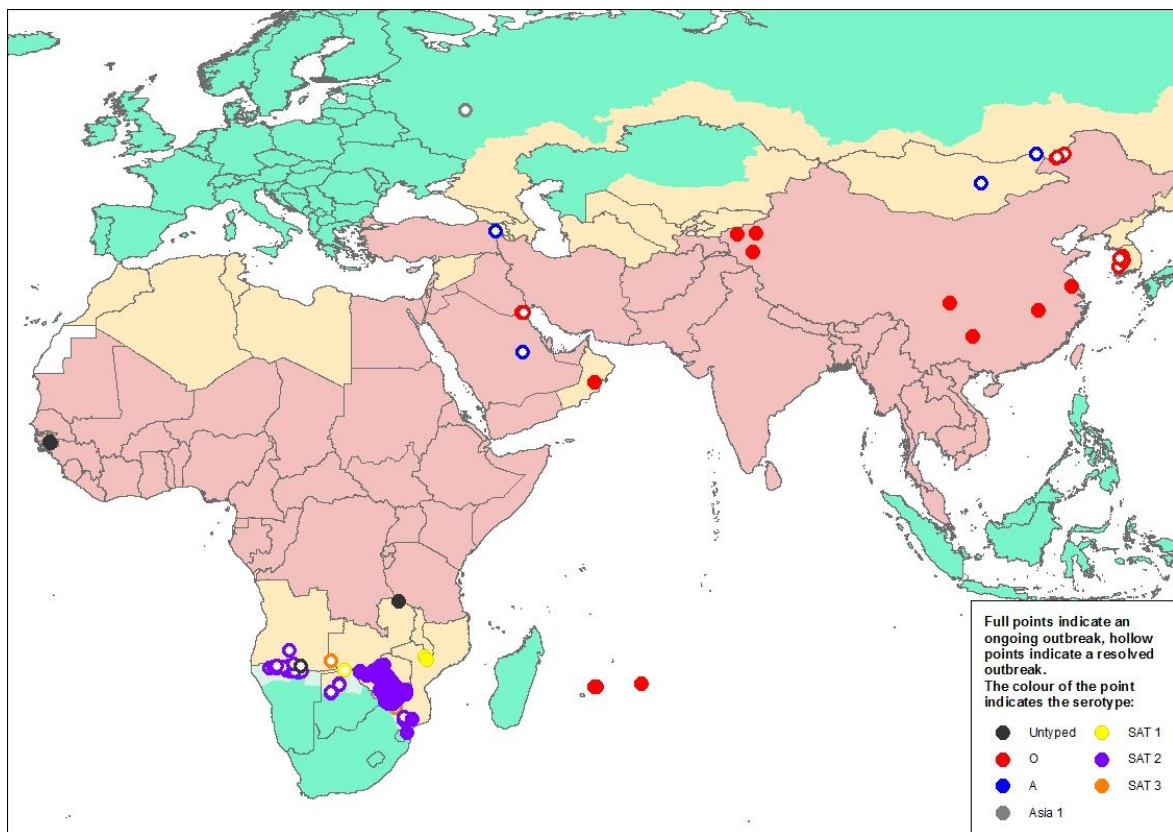 Full points indicate an
ongoing outbreak, hollow
points indicate a resolved
outbreak.
The colour of the point
indicates the serotype:
Untyped
SAT 1
O
SAT 2
A
SAT 3
Asia 1